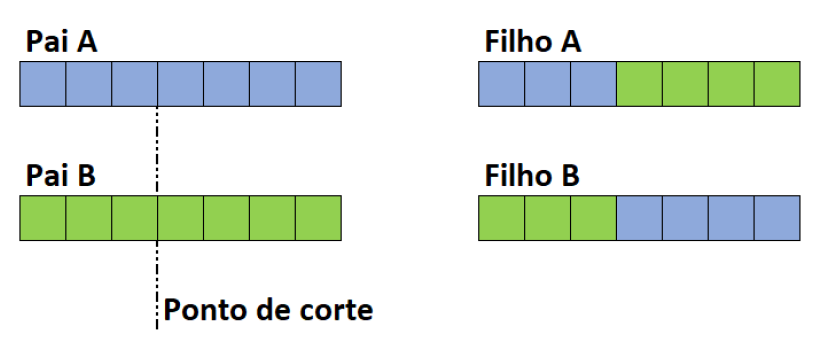 Pai A
Filho A
Pai B
Filho B
Ponto de corte